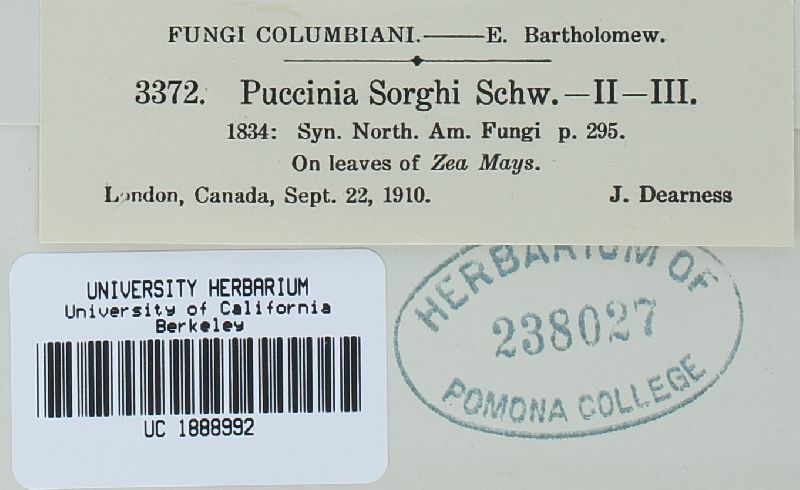 FUNGI COLUMBIANI.——E. Bartholomew.
3372. Puccinia Sorghi Schw.—II—III.
1834: Syn. North. Am. Fungi p. 295.
On leaves of Zea Mays.
London, Canada, Sept. 22, 1910. J. Dearness
UNIVERSITY HERBARIUM
University of California
Berkeley
UC 1888992
HERBARIUM OF
238027
POMONA COLLEGE